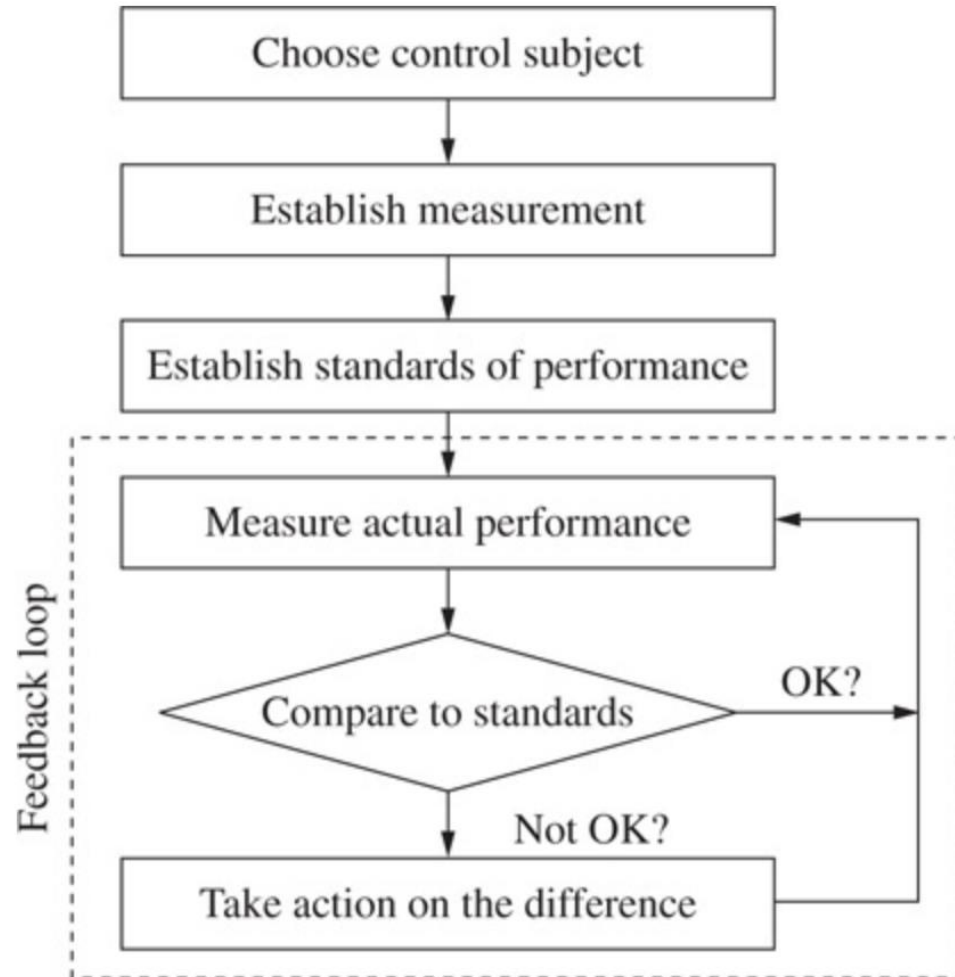 Choose control subject
Establish measurement
Establish standards of performance
Measure actual performance
Feedback loop
Compare to standards
OK?
Not OK?
Take action on the difference